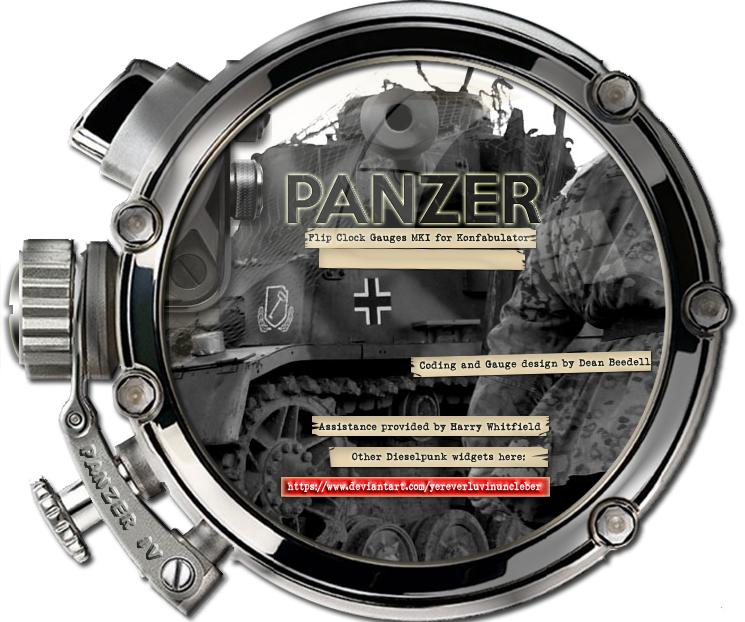 PANZER
Flip Clock Gauges MKI for Konfabulator
Coding and Gauge design by Dean Beedell
Assistance provided by Harry Whitfield
Other Dieselpunk widgets here:
https://www.deviantart.com/yereverluvinuncleber
PANZER IV